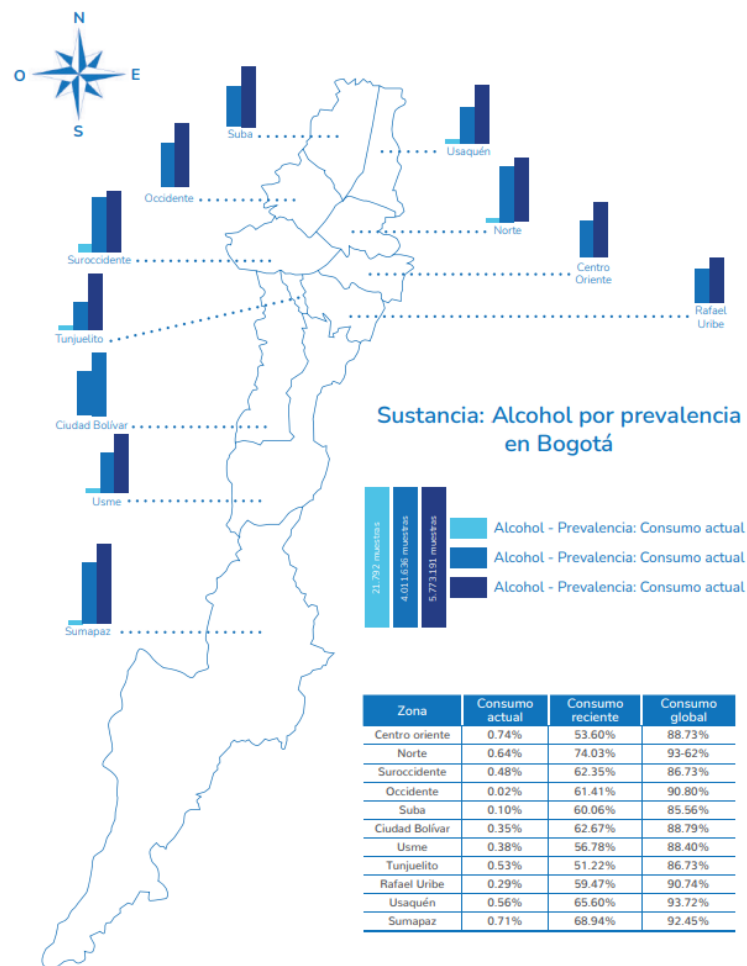 N
O
E
S
Suba
Usaquén
Occidente
Norte
Suroccidente
Centro
Oriente
Rafael
Uribe
Tunjuelito
Ciudad Bolívar
Usme
Sumapaz
Sustancia: Alcohol por prevalencia
en Bogotá
21.792 muestras
4.011.636 muestras
5.773.191 muestras
Alcohol - Prevalencia: Consumo actual
Alcohol - Prevalencia: Consumo actual
Alcohol - Prevalencia: Consumo actual
Zona Consumo actual Consumo reciente Consumo global
Centro oriente 0.74% 53.60% 88.73%
Norte 0.64% 74.03% 93-62%
Suroccidente 0.48% 62.35% 86.73%
Occidente 0.02% 61.41% 90.80%
Suba 0.10% 60.06% 85.56%
Ciudad Bolívar 0.35% 62.67% 88.79%
Usme 0.38% 56.78% 88.40%
Tunjuelito 0.53% 51.22% 86.73%
Rafael Uribe 0.29% 59.47% 90.74%
Usaquén 0.56% 65.60% 93.72%
Sumapaz 0.71% 68.94% 92.45%